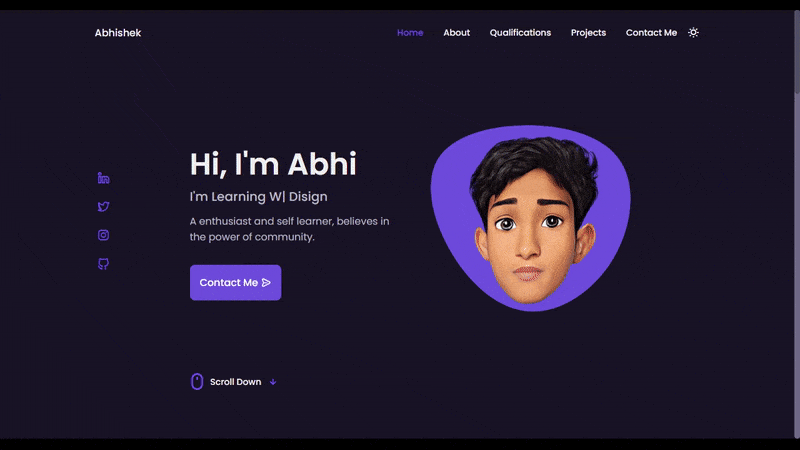 Abhishek
Home About Qualifications Projects Contact Me
Hi, I'm Abhi
I'm Learning W| Disign
A enthusiast and self learner, believes in
the power of community.
Contact Me
Scroll Down